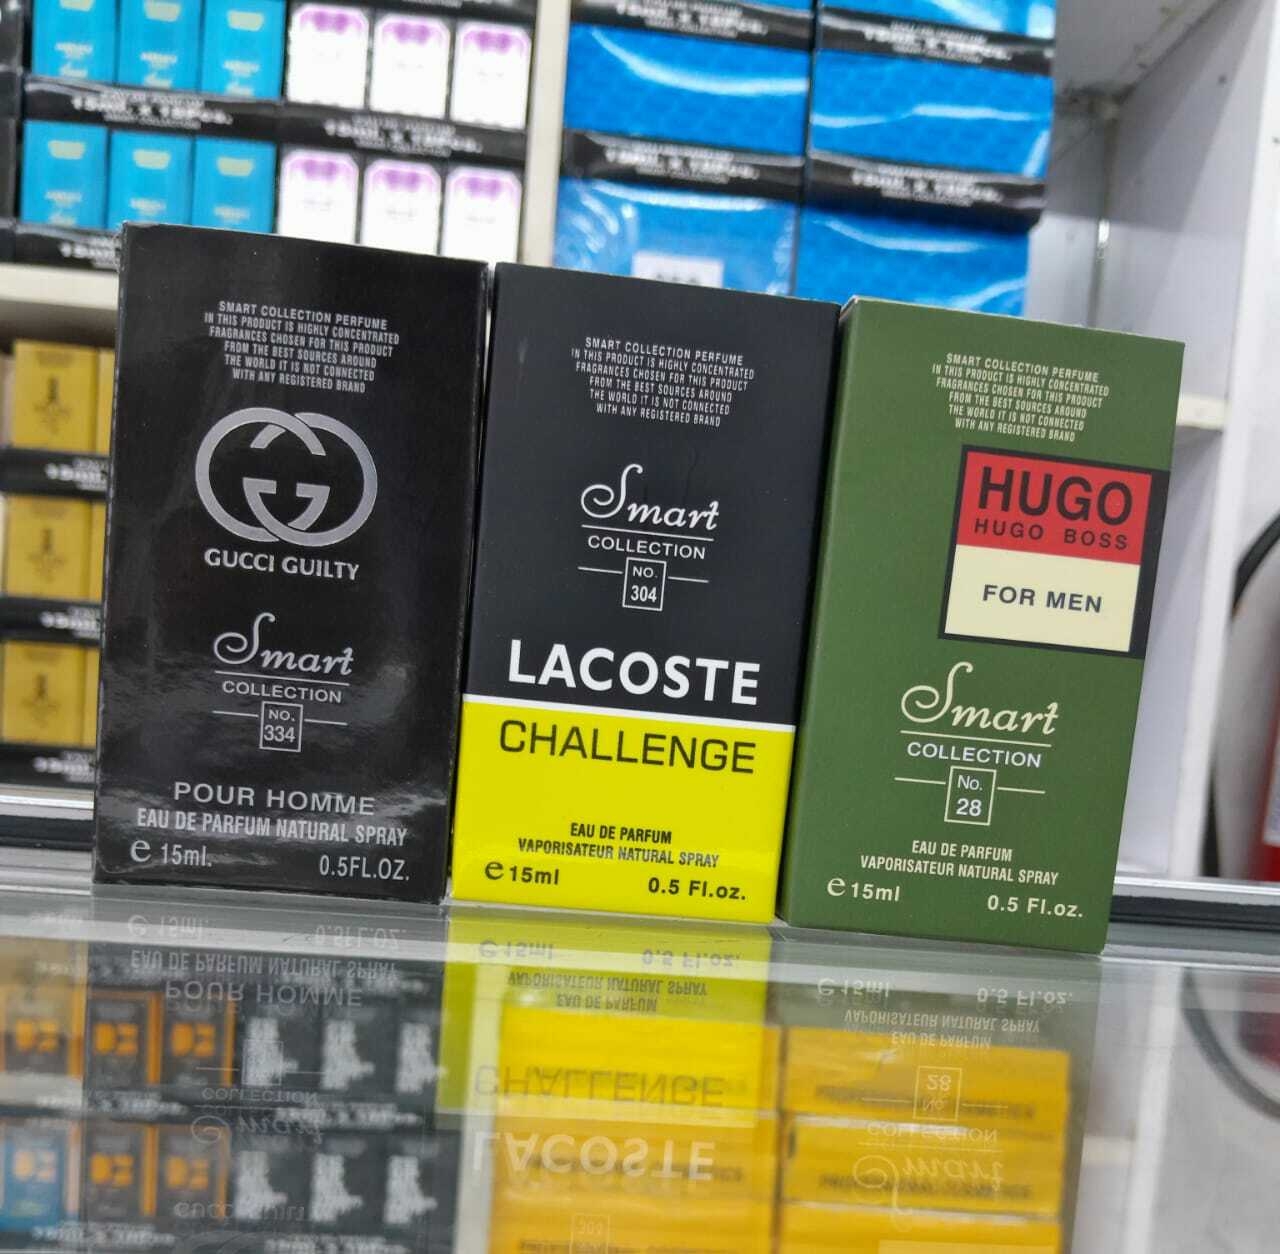 SMART COLLECTION PERFUME
IN THIS PRODUCT IS HIGHLY CONCENTRATED
FRAGRANCES CHOSEN FOR THIS PRODUCT
FROM THE BEST SOURCES AROUND
THE WORLD IT IS NOT CONNECTED
WITH ANY REGISTERED BRAND
GUCCI GUILTY
Smart
COLLECTION
NO.
334
POUR HOMME
EAU DE PARFUM NATURAL SPRAY
e 15ml. 0.5FL.OZ.
SMART COLLECTION PERFUME
IN THIS PRODUCT IS HIGHLY CONCENTRATED
FRAGRANCES CHOSEN FOR THIS PRODUCT
FROM THE BEST SOURCES AROUND
THE WORLD IT IS NOT CONNECTED
WITH ANY REGISTERED BRAND
Smart
COLLECTION
NO.
304
LACOSTE
CHALLENGE
EAU DE PARFUM
VAPORISATEUR NATURAL SPRAY
e 15ml 0.5 Fl.oz.
SMART COLLECTION PERFUME
IN THIS PRODUCT IS HIGHLY CONCENTRATED
FRAGRANCES CHOSEN FOR THIS PRODUCT
FROM THE BEST SOURCES AROUND
THE WORLD IT IS NOT CONNECTED
WITH ANY REGISTERED BRAND
HUGO
HUGO BOSS
FOR MEN
Smart
COLLECTION
No.
28
EAU DE PARFUM
VAPORISATEUR NATURAL SPRAY
e 15ml 0.5 Fl.oz.